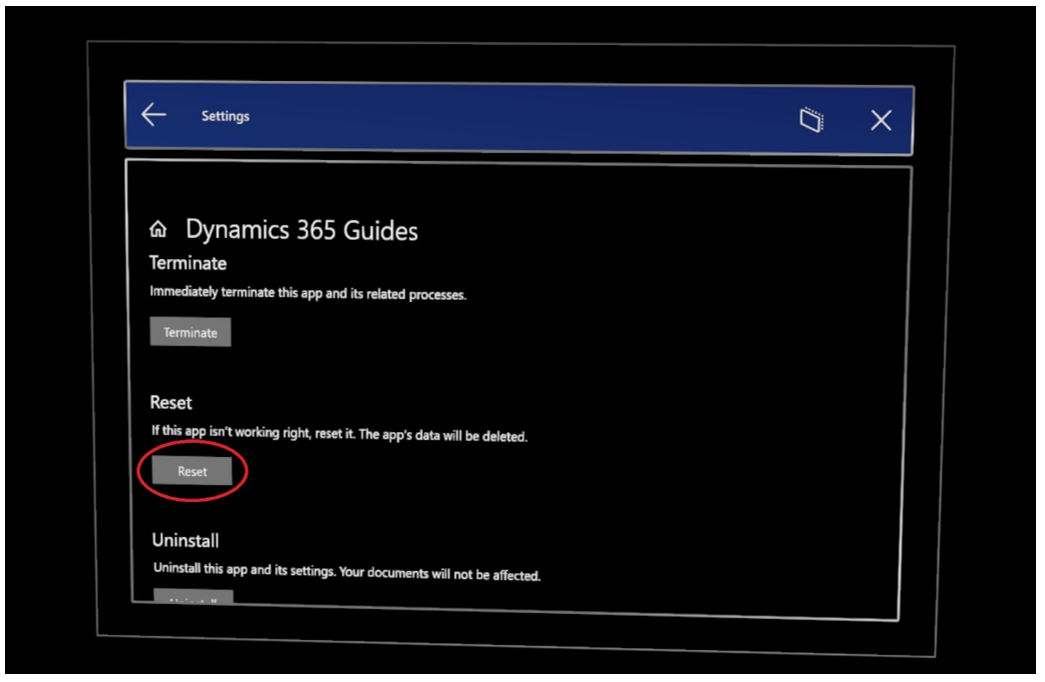 Settings
Dynamics 365 Guides
Terminate
Immediately terminate this app and its related processes.
Terminate
Reset
If this app isn't working right, reset it. The app's data will be deleted.
Reset
Uninstall
Uninstall this app and its settings. Your documents will not be affected.